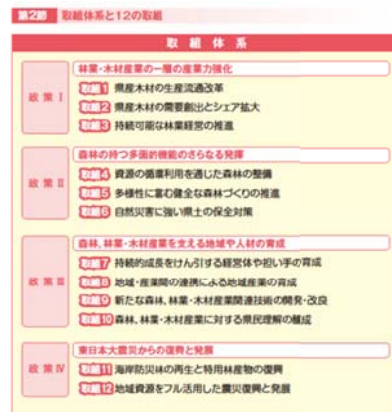 第2節 取組体系と12の取組
取組体系
政策Ⅰ
林業・木材産業の一層の産業力強化
取組1 県産木材の生産流通改革
取組2 県産木材の需要創出とシェア拡大
取組3 持続可能な林業経営の推進
政策Ⅱ
森林の持つ多面的機能のさらなる発揮
取組4 資源の循環利用を通じた森林の整備
取組5 多様性に富む健全な森林づくりの推進
取組6 自然災害に強い県土の保全対策
政策Ⅲ
森林、林業・木材産業を支える地域や人材の育成
取組7 持続的成長をけん引する経営体や担い手の育成
取組8 地域・産業間の連携による地域産業の育成
取組9 新たな森林、林業・木材産業関連技術の開発・改良
取組10 森林、林業・木材産業に対する県民理解の醸成
政策Ⅳ
東日本大震災からの復興と発展
取組11 海岸防災林の再生と特用林産物の復興
取組12 地域資源をフル活用した震災復興と発展